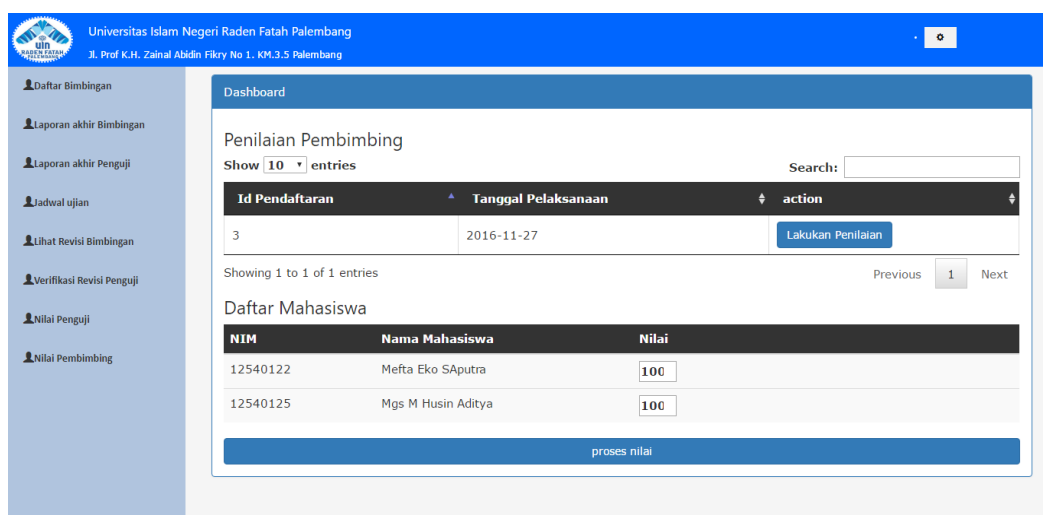 uin
RADEN FATAH
PALEMBANG
Universitas Islam Negeri Raden Fatah Palembang
Jl. Prof K.H. Zainal Abidin Fikry No 1. KM.3.5 Palembang
Daftar Bimbingan
Laporan akhir Bimbingan
Laporan akhir Penguji
Jadwal ujian
Lihat Revisi Bimbingan
Verifikasi Revisi Penguji
Nilai Penguji
Nilai Pembimbing
Dashboard
Penilaian Pembimbing
Show 10 entries
Search:
Id Pendaftaran Tanggal Pelaksanaan action
3 2016-11-27 Lakukan Penilaian
Showing 1 to 1 of 1 entries
Previous 1 Next
Daftar Mahasiswa
NIM Nama Mahasiswa Nilai
12540122 Mefta Eko SAputra 100
12540125 Mgs M Husin Aditya 100
proses nilai